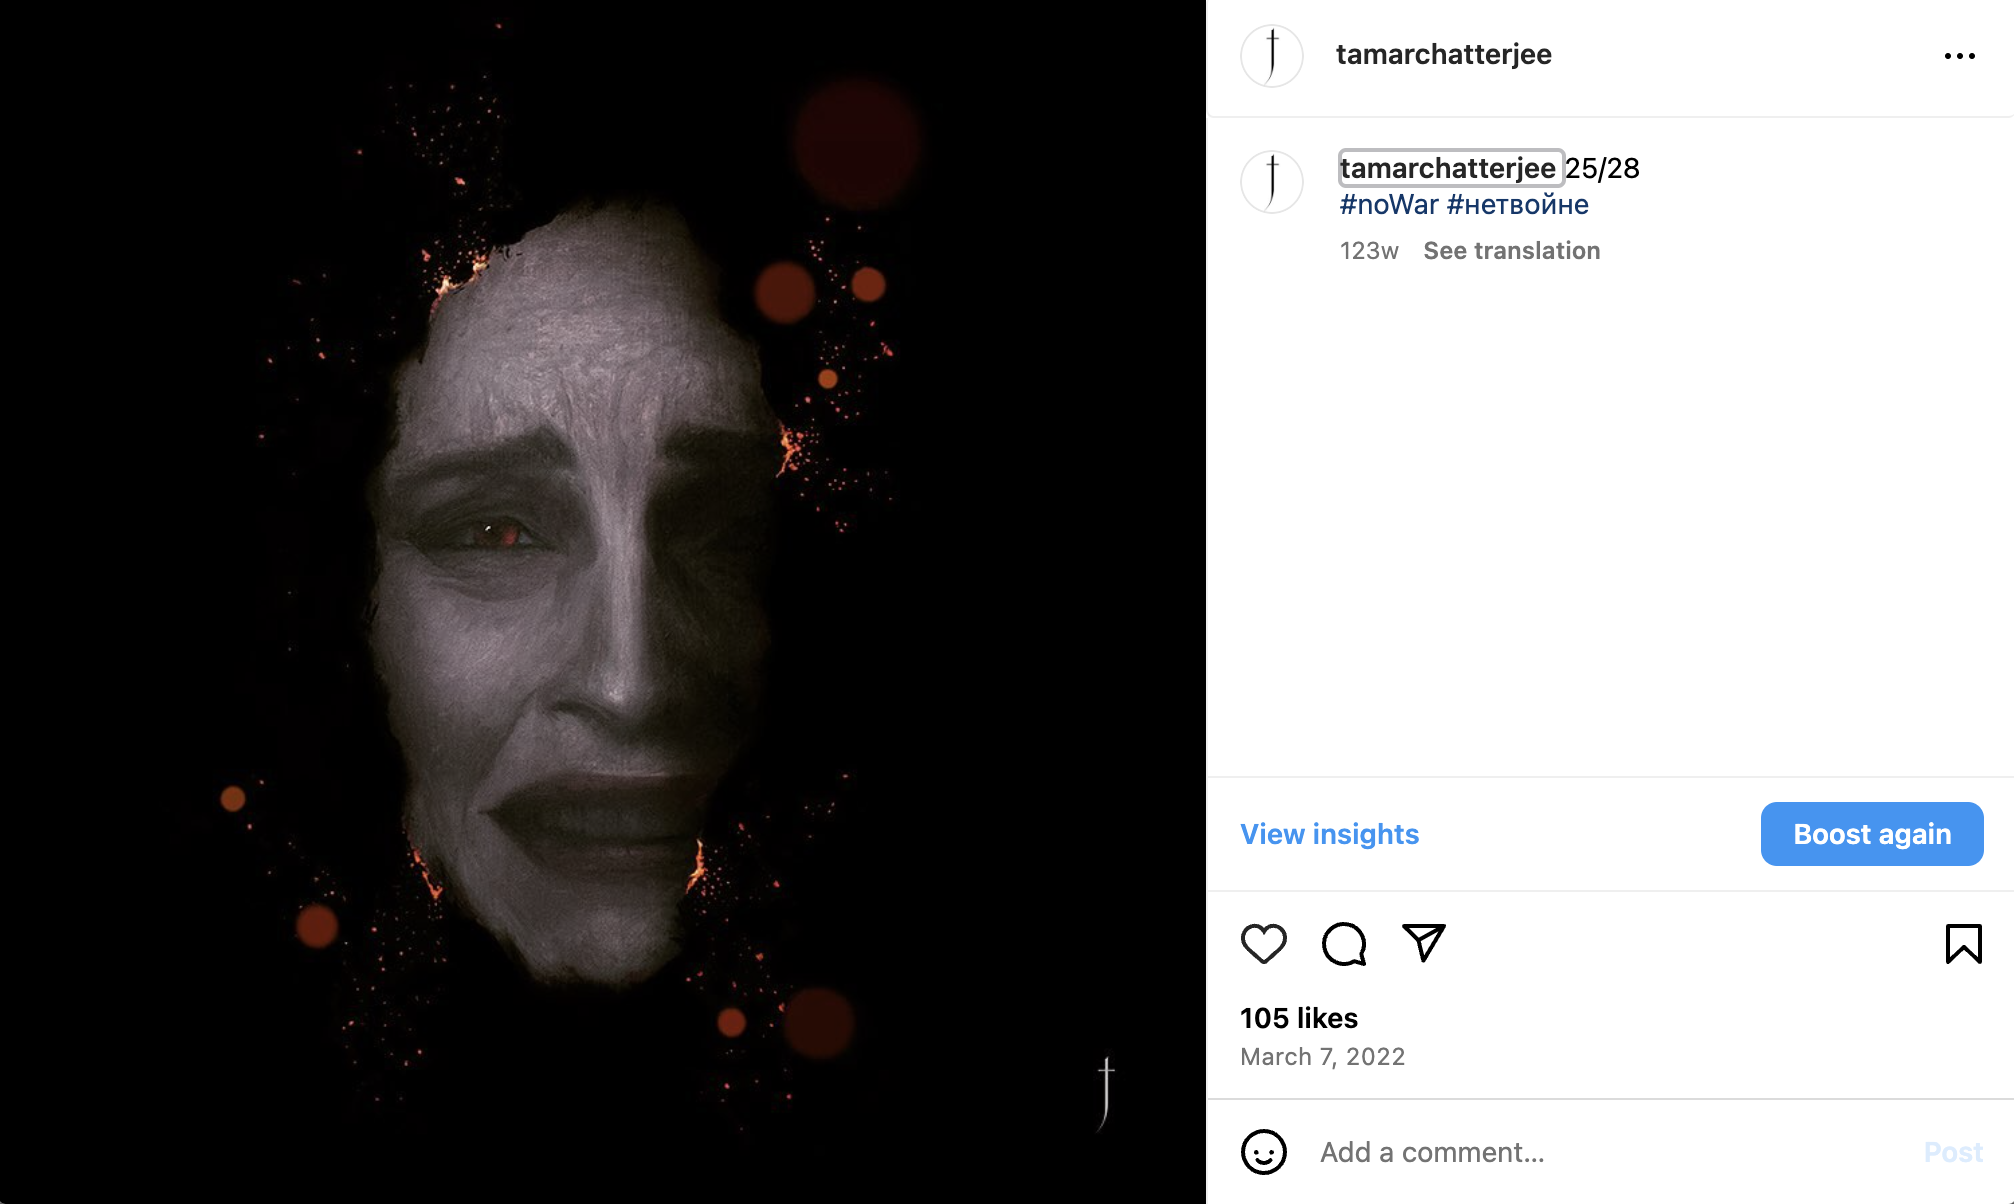 tamarchatterjee
tamarchatterjee 25/28
#noWar #нетвойне
123w See translation
View insights
Boost again
105 likes
March 7, 2022
Add a comment...
Post